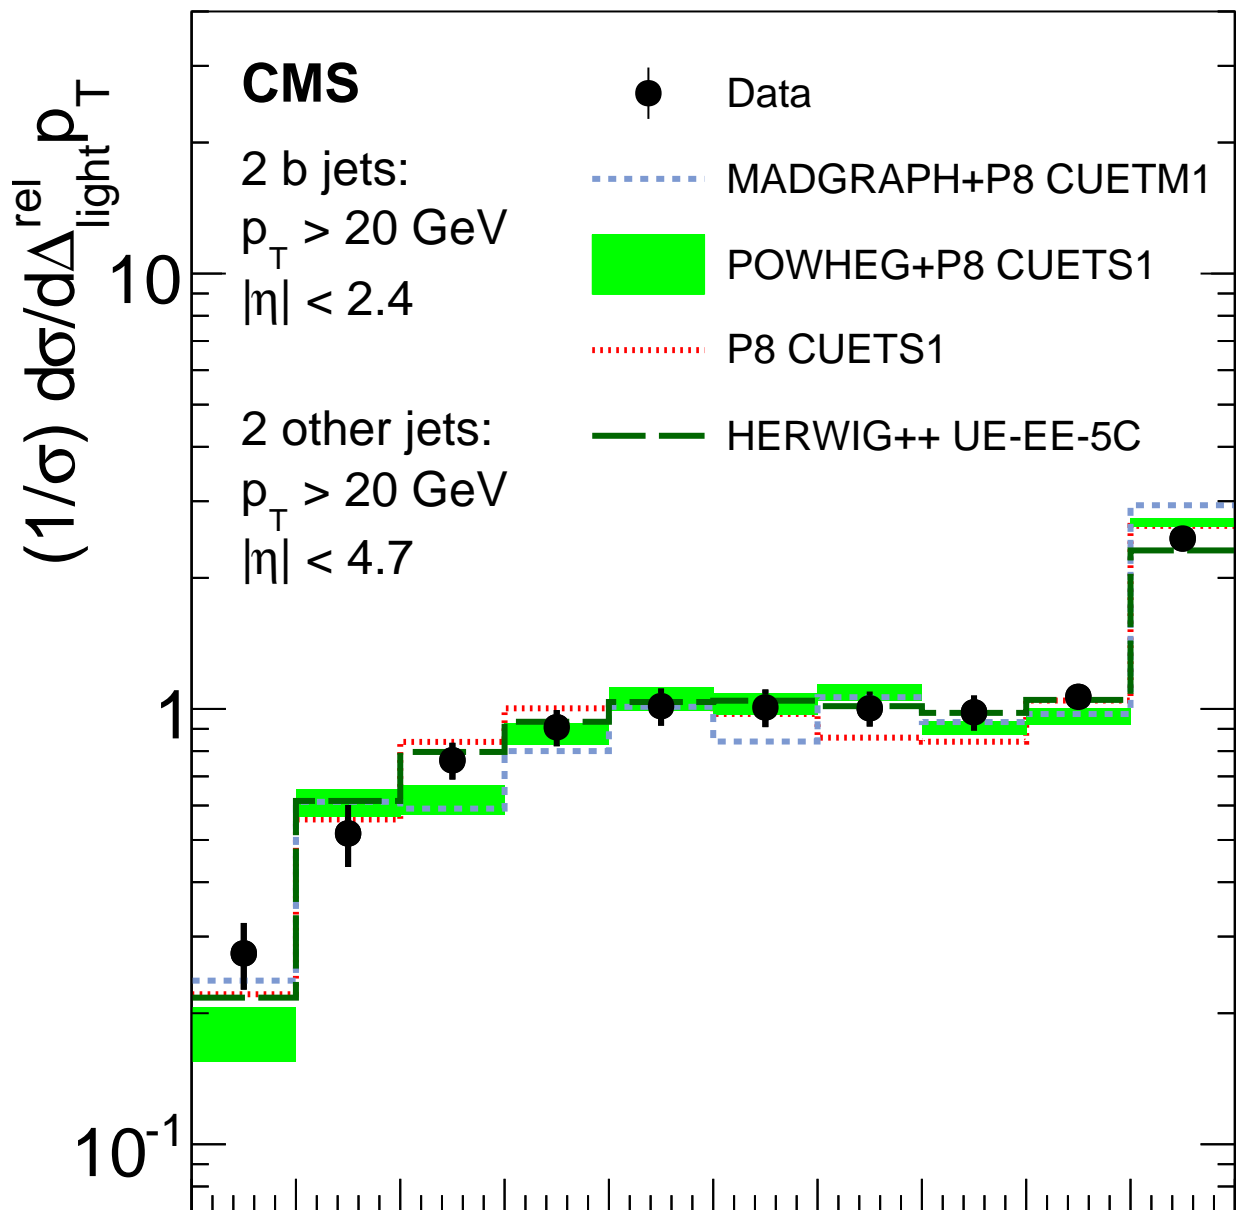 CMS
2 b jets:
p_T > 20 GeV
|η| < 2.4
2 other jets:
p_T > 20 GeV
|η| < 4.7
Data
MADGRAPH+P8 CUETM1
POWHEG+P8 CUETS1
P8 CUETS1
HERWIG++ UE-EE-5C
(1/σ) dσ/dΔ^rel_light p_T
10
1
10^-1